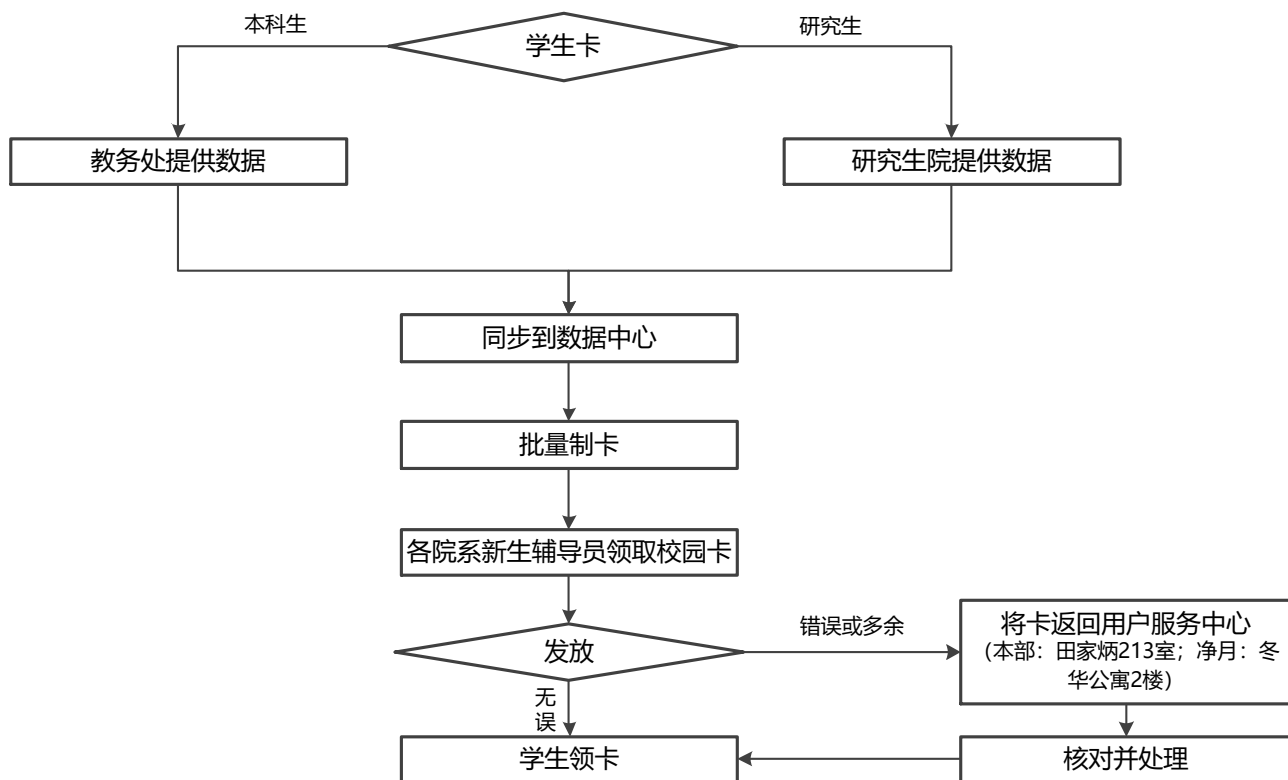 本科生
学生卡
研究生
教务处提供数据
研究生院提供数据
同步到数据中心
批量制卡
各院系新生辅导员领取校园卡
发放
错误或多余
将卡返回用户服务中心
（本部：田家炳213室；净月：冬
华公寓2楼）
无
误
学生领卡
核对并处理